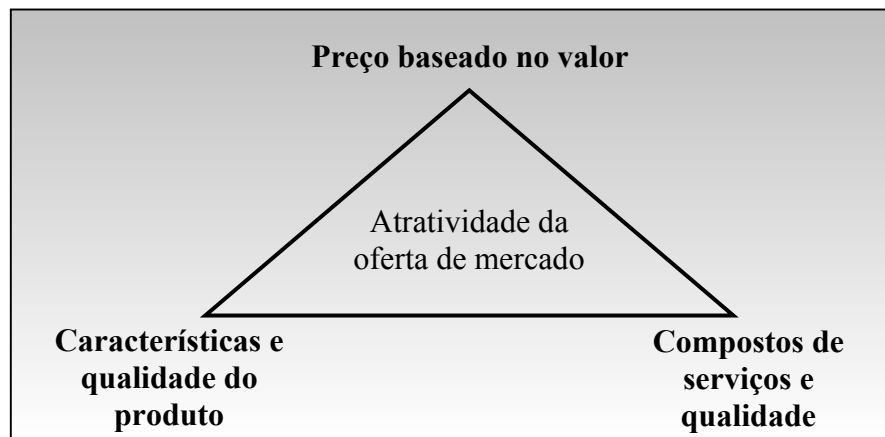 Preço baseado no valor
Atratividade da
oferta de mercado
Características e
qualidade do
produto
Compostos de
serviços e
qualidade